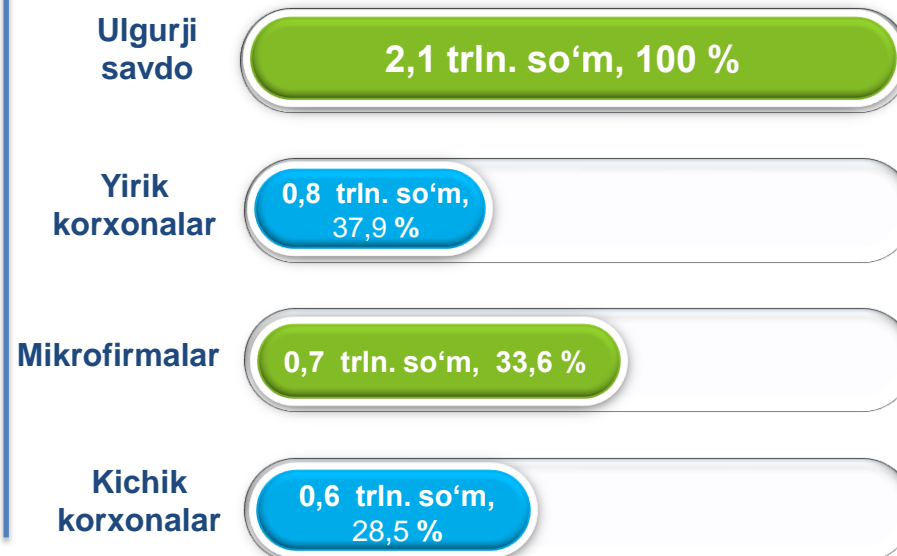 Ulgurji
savdo
2,1 trln. so‘m, 100 %
Yirik
korxonalar
0,8 trln. so‘m,
37,9 %
Mikrofirmalar
0,7 trln. so‘m, 33,6 %
Kichik
korxonalar
0,6 trln. so‘m,
28,5 %